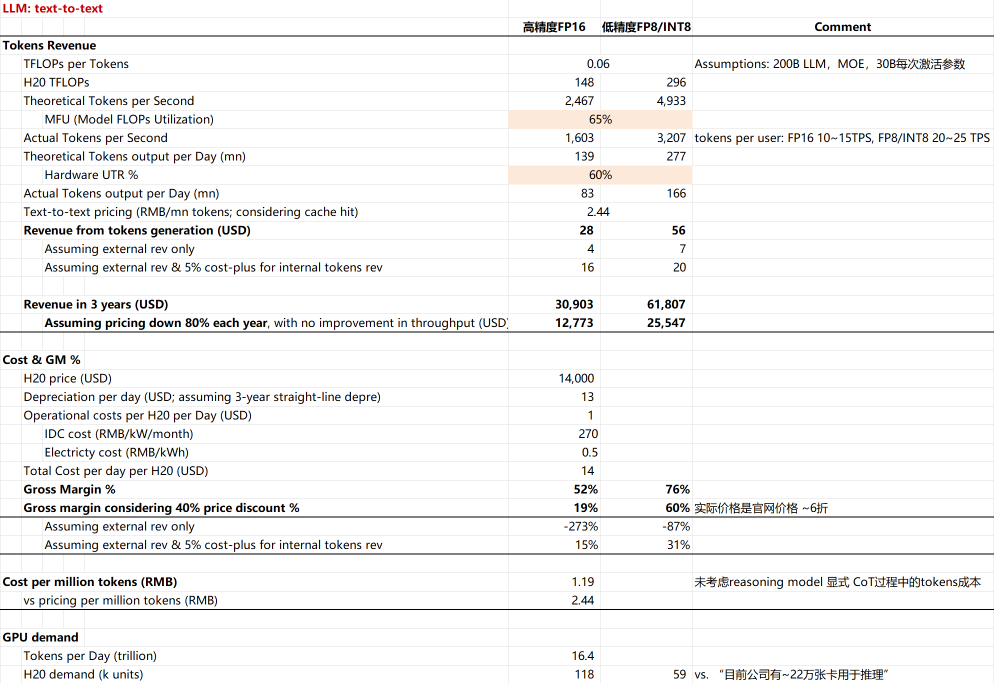 LLM: text-to-text
高精度FP16 低精度FP8/INT8 Comment
Tokens Revenue
TFLOPs per Tokens 0.06 Assumptions: 200B LLM，MOE，30B每次激活参数
H20 TFLOPs 148 296
Theoretical Tokens per Second 2,467 4,933
MFU (Model FLOPs Utilization) 65%
Actual Tokens per Second 1,603 3,207 tokens per user: FP16 10~15TPS, FP8/INT8 20~25 TPS
Theoretical Tokens output per Day (mn) 139 277
Hardware UTR % 60%
Actual Tokens output per Day (mn) 83 166
Text-to-text pricing (RMB/mn tokens; considering cache hit) 2.44
Revenue from tokens generation (USD) 28 56
Assuming external rev only 4 7
Assuming external rev & 5% cost-plus for internal tokens rev 16 20
Revenue in 3 years (USD) 30,903 61,807
Assuming pricing down 80% each year, with no improvement in throughput (USD) 12,773 25,547
Cost & GM %
H20 price (USD) 14,000
Depreciation per day (USD; assuming 3-year straight-line depre) 13
Operational costs per H20 per Day (USD) 1
IDC cost (RMB/kW/month) 270
Electricty cost (RMB/kWh) 0.5
Total Cost per day per H20 (USD) 14
Gross Margin % 52% 76%
Gross margin considering 40% price discount % 19% 60% 实际价格是官网价格 ~6折
Assuming external rev only -273% -87%
Assuming external rev & 5% cost-plus for internal tokens rev 15% 31%
Cost per million tokens (RMB) 1.19 未考虑reasoning model 显式 CoT过程中的tokens成本
vs pricing per million tokens (RMB) 2.44
GPU demand
Tokens per Day (trillion) 16.4
H20 demand (k units) 118 59 vs. “目前公司有~22万张卡用于推理”